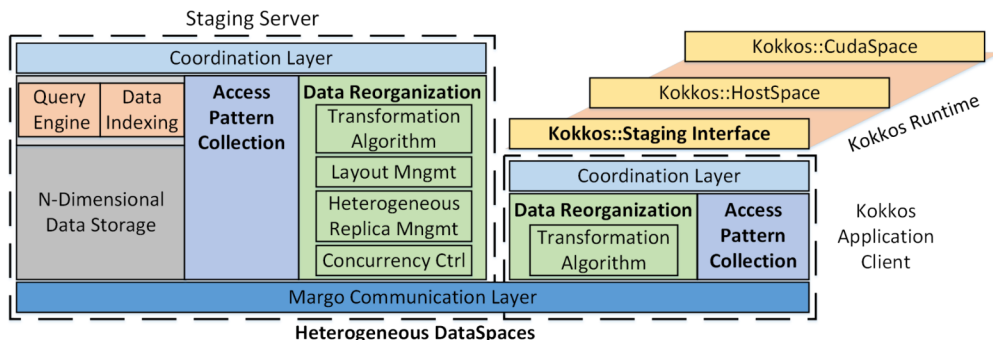 Staging Server
Coordination Layer
Query
Engine
Data
Indexing
N-Dimensional
Data Storage
Access
Pattern
Collection
Data Reorganization
Transformation
Algorithm
Layout Mngmt
Heterogeneous
Replica Mngmt
Concurrency Ctrl
Kokkos::CudaSpace
Kokkos::HostSpace
Kokkos::Staging Interface
Kokkos Runtime
Coordination Layer
Data Reorganization
Transformation
Algorithm
Access
Pattern
Collection
Kokkos
Application
Client
Margo Communication Layer
Heterogeneous DataSpaces